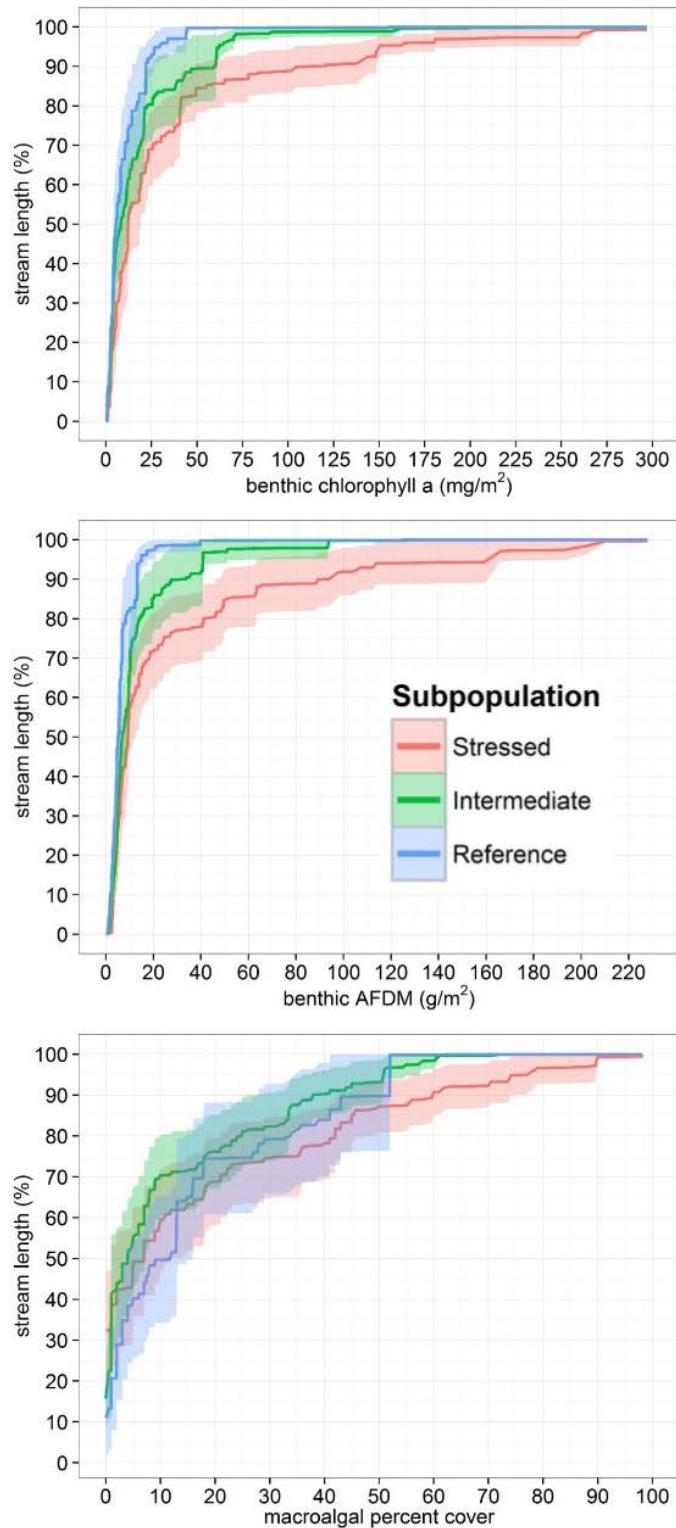 100
90
80
70
60
50
40
30
20
10
0
stream length (%)
0 25 50 75 100 125 150 175 200 225 250 275 300
benthic chlorophyll a (mg/m²)
100
90
80
70
60
50
40
30
20
10
0
stream length (%)
Subpopulation
Stressed
Intermediate
Reference
0 20 40 60 80 100 120 140 160 180 200 220
benthic AFDM (g/m²)
100
90
80
70
60
50
40
30
20
10
0
stream length (%)
0 10 20 30 40 50 60 70 80 90 100
macroalgal percent cover